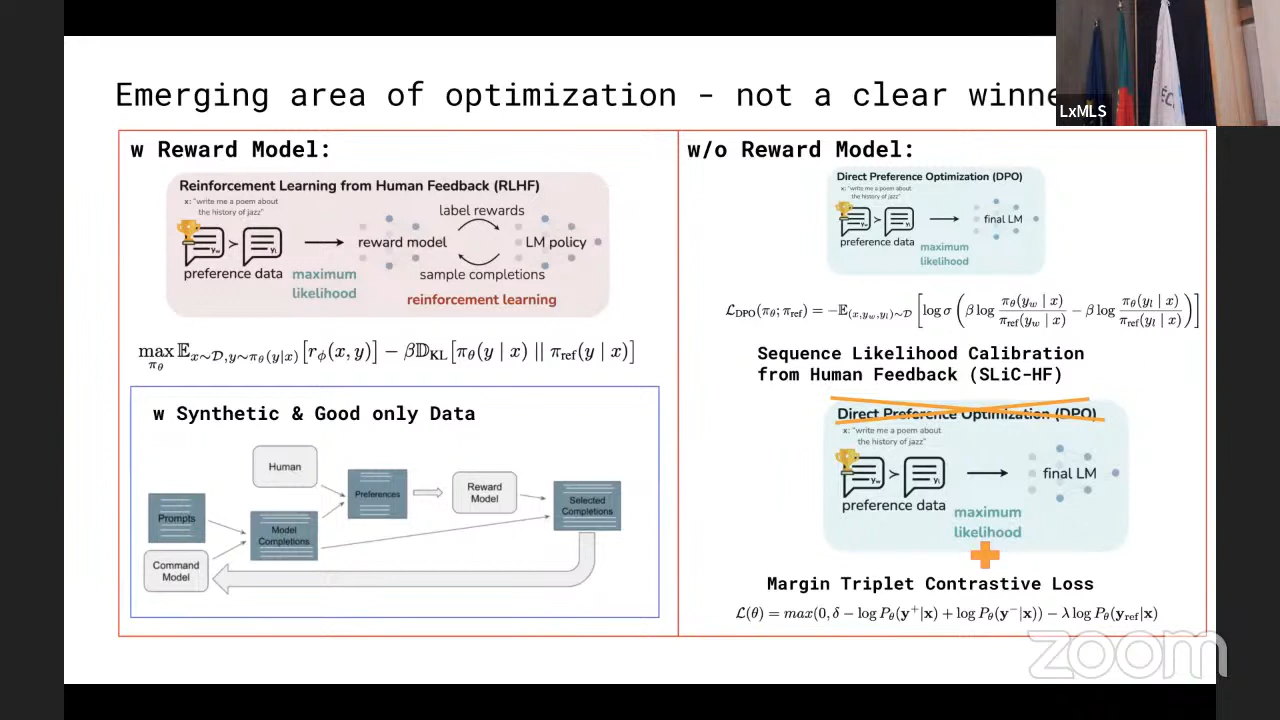 Emerging area of optimization - not a clear winne
LxMLS
w Reward Model:
Reinforcement Learning from Human Feedback (RLHF)
x: "write me a poem about
the history of jazz"
label rewards
y_w > y_l
reward model
LM policy
preference data
maximum
likelihood
sample completions
reinforcement learning
max_{π_θ} 𝔼_{x∼𝒟, y∼π_θ(y|x)}[r_ϕ(x, y)] − β𝔻_KL[π_θ(y | x) || π_ref(y | x)]
w Synthetic & Good only Data
Human
Preferences
Reward
Model
Selected
Completions
Prompts
Model
Completions
Command
Model
w/o Reward Model:
Direct Preference Optimization (DPO)
x: "write me a poem about
the history of jazz"
y_w > y_l
final LM
preference data
maximum
likelihood
ℒ_DPO(π_θ; π_ref) = −𝔼_{(x,y_w,y_l)∼𝒟} [log σ (β log π_θ(y_w | x) / π_ref(y_w | x) − β log π_θ(y_l | x) / π_ref(y_l | x))]
Sequence Likelihood Calibration
from Human Feedback (SLiC-HF)
Direct Preference Optimization (DPO)
x: "write me a poem about
the history of jazz"
y_w > y_l
final LM
preference data
maximum
likelihood
Margin Triplet Contrastive Loss
ℒ(θ) = max(0, δ − log P_θ(y⁺|x) + log P_θ(y⁻|x)) − λ log P_θ(y_ref|x)
zoom